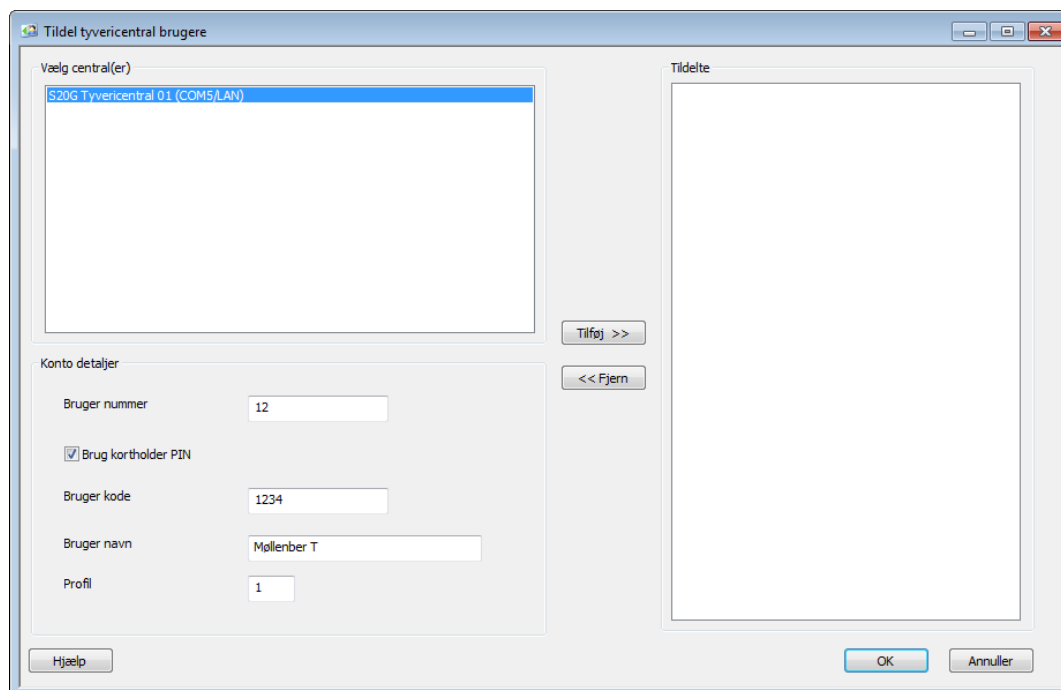 Tildel tyvericentral brugere
Vælg central(er)
S20G Tyvericentral 01 (COM5/LAN)
Tildelte
Tilføj >>
<< Fjern
Konto detaljer
Bruger nummer 12
Brug kortholder PIN
Bruger kode 1234
Bruger navn Møllenber T
Profil 1
Hjælp OK Annuller